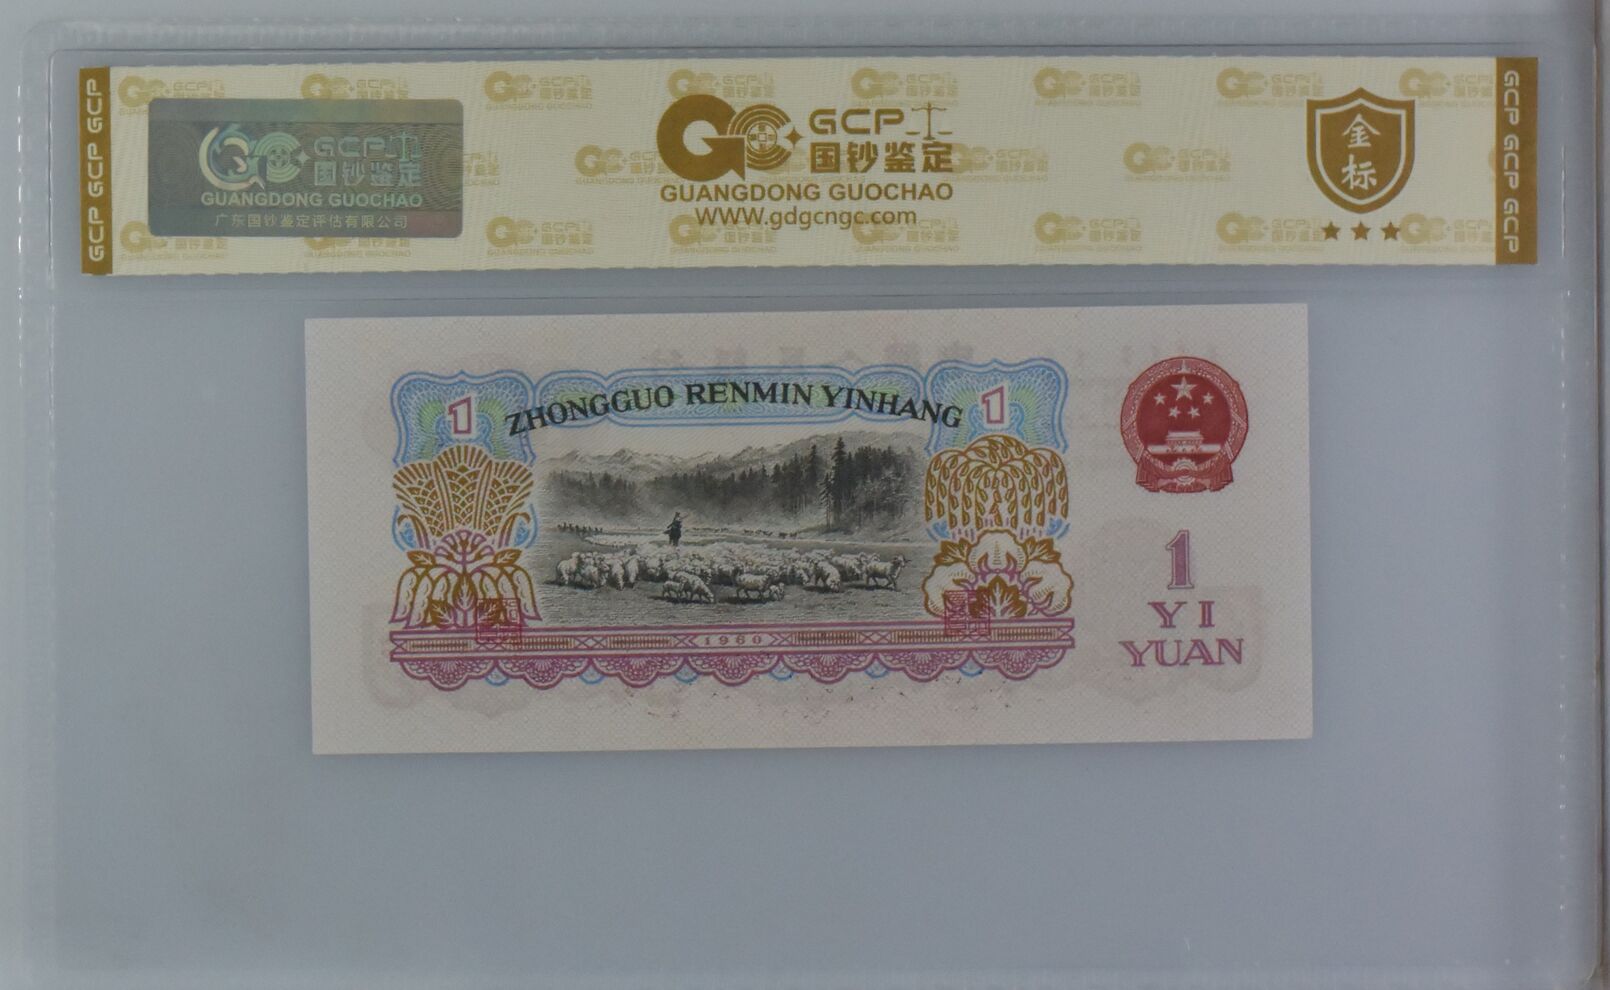 GCP GCP GCP
GCP
国钞鉴定
GUANGDONG GUOCHAO
广东国钞鉴定评估有限公司
GCP
国钞鉴定
GUANGDONG GUOCHAO
WWW.gdgcngc.com
金标
GCP GCP GCP
1
ZHONGGUO RENMIN YINHANG
1
1960
1
YI
YUAN